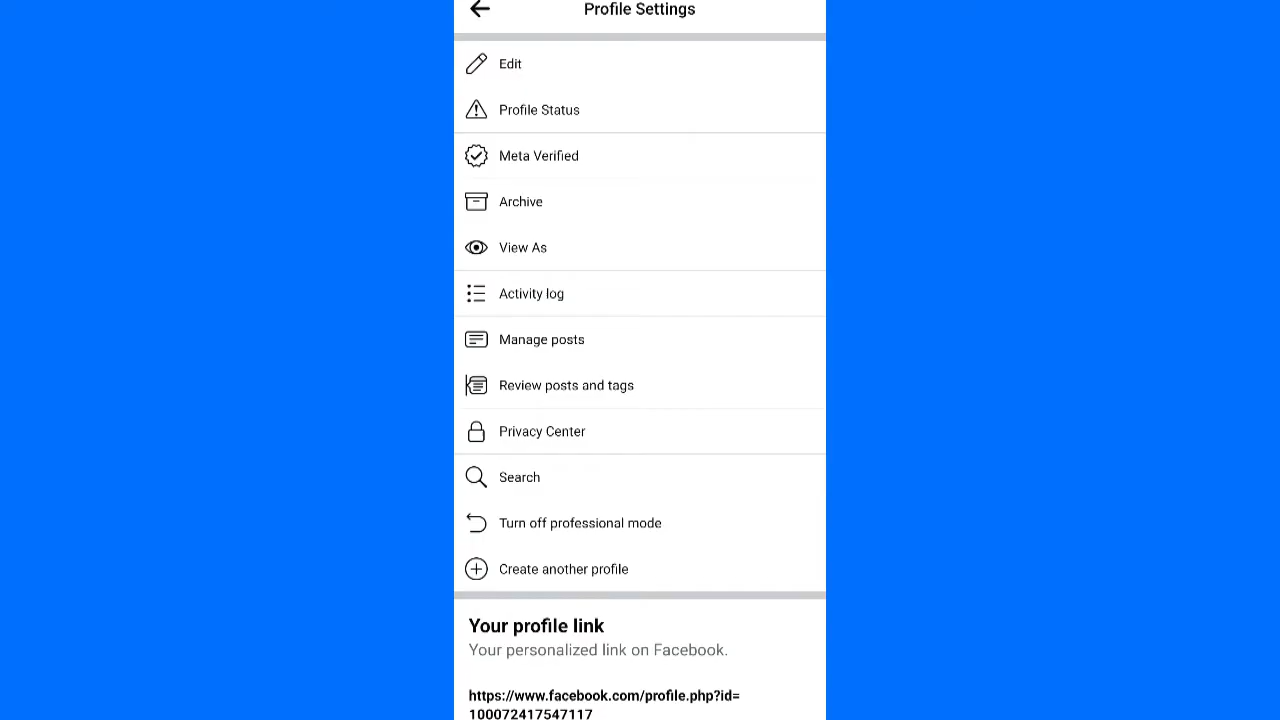 Profile Settings
Edit
Profile Status
Meta Verified
Archive
View As
Activity log
Manage posts
Review posts and tags
Privacy Center
Search
Turn off professional mode
Create another profile
Your profile link
Your personalized link on Facebook.
https://www.facebook.com/profile.php?id=
100072417547117